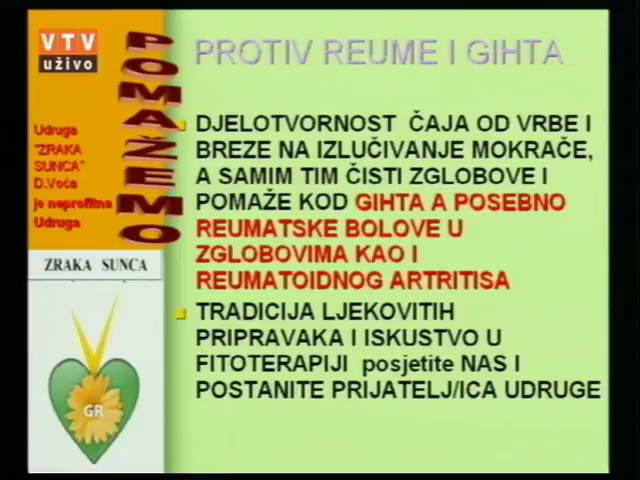 VTV
uživo
POMAŽEMO
Udruga
"ZRAKA
SUNCA"
D.Voća
je neprofitna
Udruga
ZRAKA SUNCA
GR
PROTIV REUME I GIHTA
DJELOTVORNOST ČAJA OD VRBE I
BREZE NA IZLUČIVANJE MOKRAČE,
A SAMIM TIM ČISTI ZGLOBOVE I
POMAŽE KOD GIHTA A POSEBNO
REUMATSKE BOLOVE U
ZGLOBOVIMA KAO I
REUMATOIDNOG ARTRITISA
TRADICIJA LJEKOVITIH
PRIPRAVAKA I ISKUSTVO U
FITOTERAPIJI posjetite NAS I
POSTANITE PRIJATELJ/ICA UDRUGE